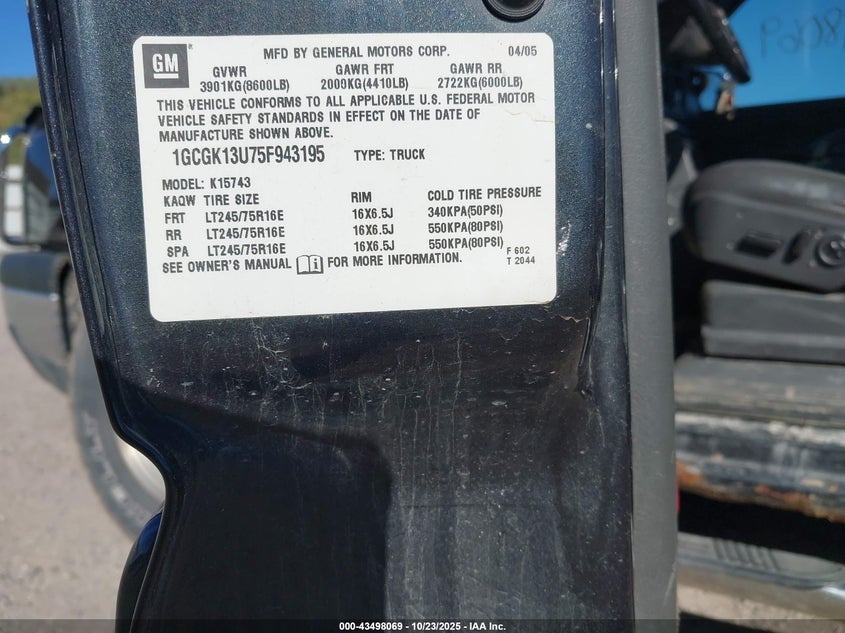 GM
MFD BY GENERAL MOTORS CORP. 04/05
GVWR GAWR FRT GAWR RR
3901KG(8600LB) 2000KG(4410LB) 2722KG(6000LB)
THIS VEHICLE CONFORMS TO ALL APPLICABLE U.S. FEDERAL MOTOR
VEHICLE SAFETY STANDARDS IN EFFECT ON THE DATE OF
MANUFACTURE SHOWN ABOVE.
1GCGK13U75F943195 TYPE: TRUCK
MODEL: K15743
KAQW TIRE SIZE RIM COLD TIRE PRESSURE
FRT LT245/75R16E 16X6.5J 340KPA(50PSI)
RR LT245/75R16E 16X6.5J 550KPA(80PSI)
SPA LT245/75R16E 16X6.5J 550KPA(80PSI)
SEE OWNER'S MANUAL FOR MORE INFORMATION.
F 602
T 2044
000-43498069 - 10/23/2025 - IAA Inc.